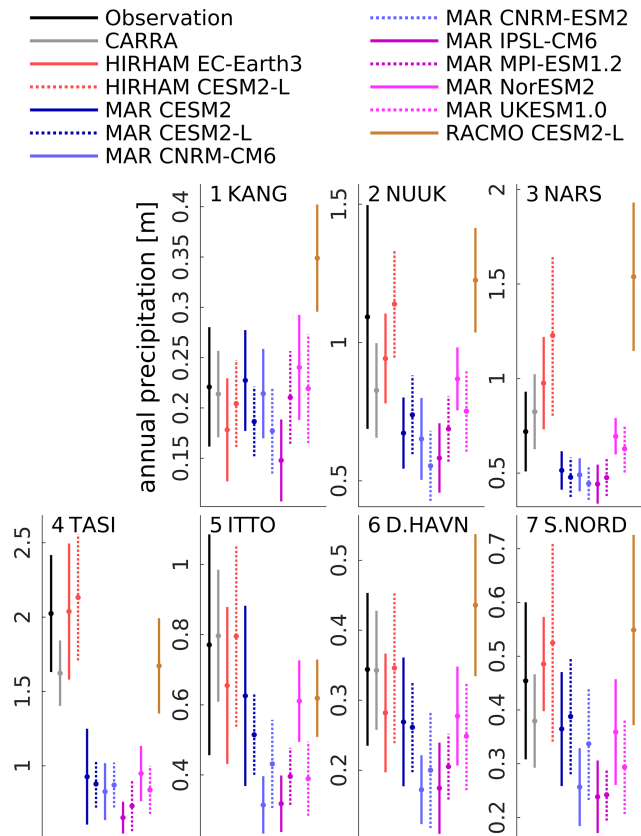 Observation
CARRA
HIRHAM EC-Earth3
HIRHAM CESM2-L
MAR CESM2
MAR CESM2-L
MAR CNRM-CM6
MAR CNRM-ESM2
MAR IPSL-CM6
MAR MPI-ESM1.2
MAR NorESM2
MAR UKESM1.0
RACMO CESM2-L
annual precipitation [m]
1 KANG
0.4
0.35
0.3
0.25
0.2
0.15
2 NUUK
1.5
1
0.5
3 NARS
2
1.5
1
0.5
4 TASI
2.5
2
1.5
1
5 ITTO
1
0.8
0.6
0.4
6 D.HAVN
0.5
0.4
0.3
0.2
7 S.NORD
0.7
0.6
0.5
0.4
0.3
0.2